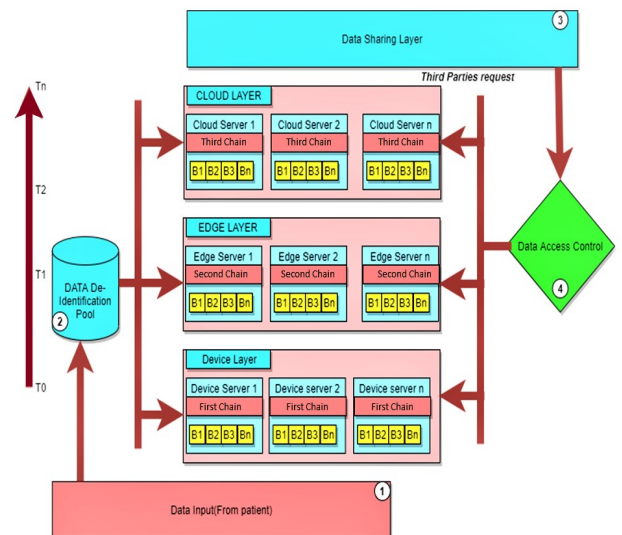 3
Data Sharing Layer
Third Parties request
Tn
CLOUD LAYER
Cloud Server 1
Cloud Server 2
Cloud Server n
Third Chain
Third Chain
Third Chain
B1 B2 B3 Bn
B1 B2 B3 Bn
B1 B2 B3 Bn
T2
EDGE LAYER
Edge Server 1
Edge Server 2
Edge Server n
Second Chain
Second Chain
Second Chain
B1 B2 B3 Bn
B1 B2 B3 Bn
B1 B2 B3 Bn
Data Access Control
4
T1
DATA De-
Identification
Pool
2
Device Layer
Device Server 1
Device server 2
Device server n
First Chain
First Chain
First Chain
B1 B2 B3 Bn
B1 B2 B3 Bn
B1 B2 B3 Bn
T0
1
Data Input(From patient)